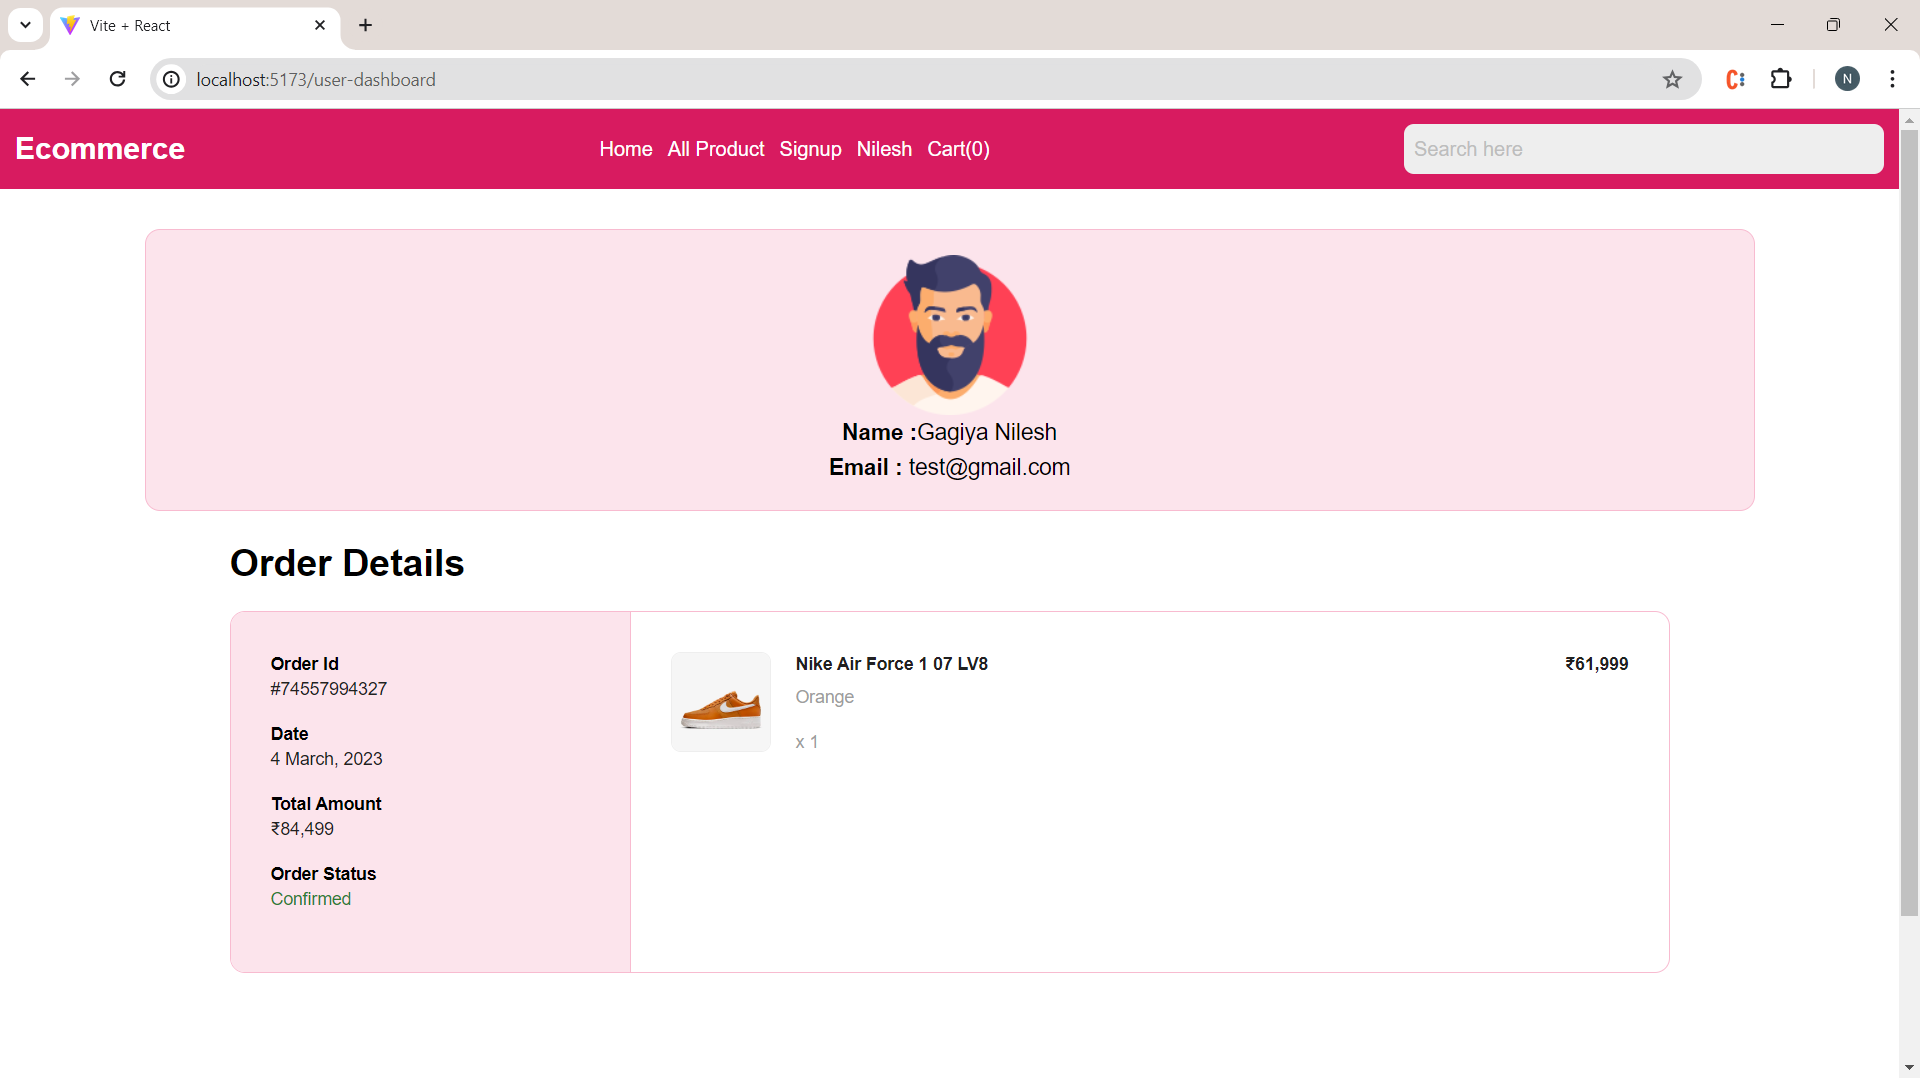 Vite + React
localhost:5173/user-dashboard
N
Ecommerce
Home All Product Signup Nilesh Cart(0)
Search here
Name :Gagiya Nilesh
Email : test@gmail.com
Order Details
Order Id
#74557994327
Date
4 March, 2023
Total Amount
₹84,499
Order Status
Confirmed
Nike Air Force 1 07 LV8
₹61,999
Orange
x 1